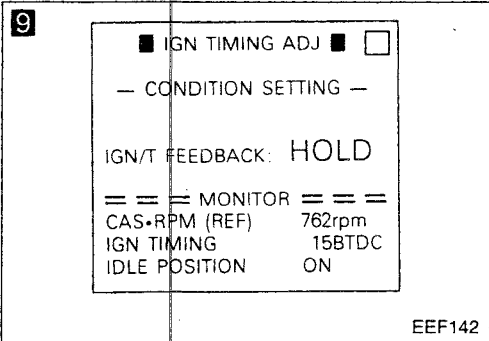 9
■ IGN TIMING ADJ ■ □
— CONDITION SETTING —
IGN/T FEEDBACK: HOLD
= = = MONITOR = = =
CAS•RPM (REF) 762rpm
IGN TIMING 15BTDC
IDLE POSITION ON
EEF142